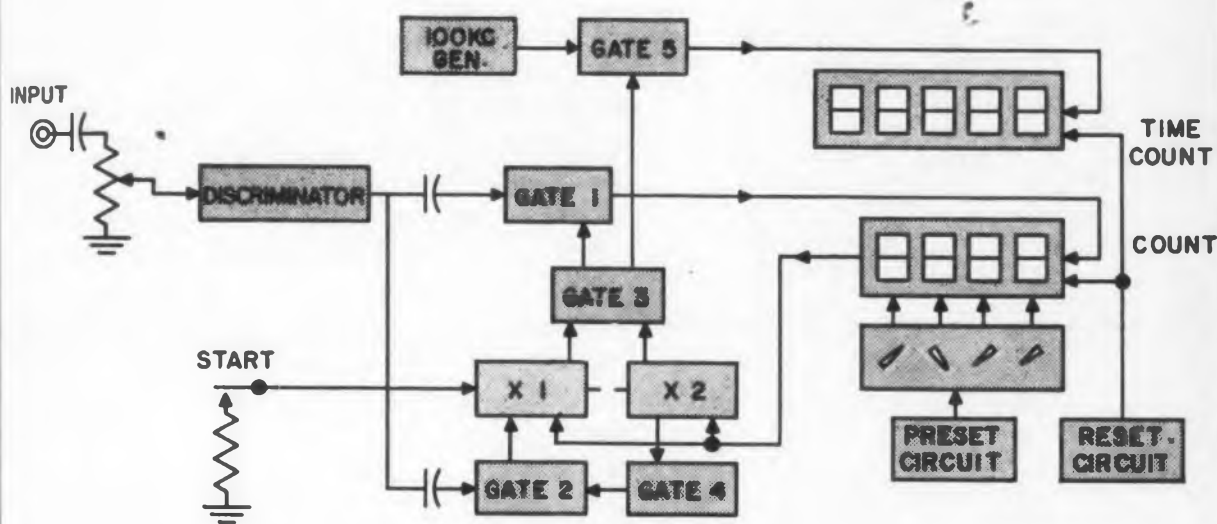 100KC
GEN.
GATE 5
INPUT
TIME
COUNT
DISCRIMINATOR
GATE 1
COUNT
GATE 3
START
X 1
X 2
PRESET
CIRCUIT
RESET
CIRCUIT
GATE 2
GATE 4